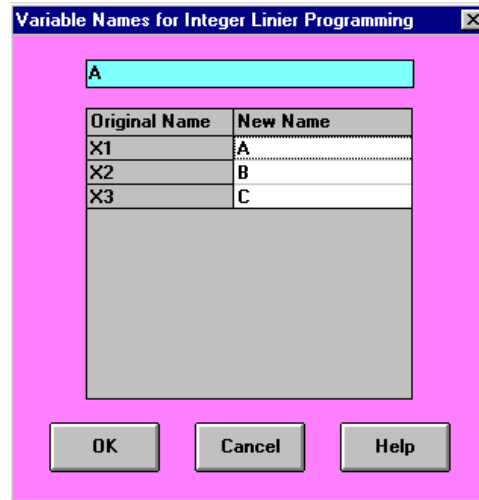 Variable Names for Integer Linier Programming
A
Original Name New Name
X1 A
X2 B
X3 C
OK Cancel Help